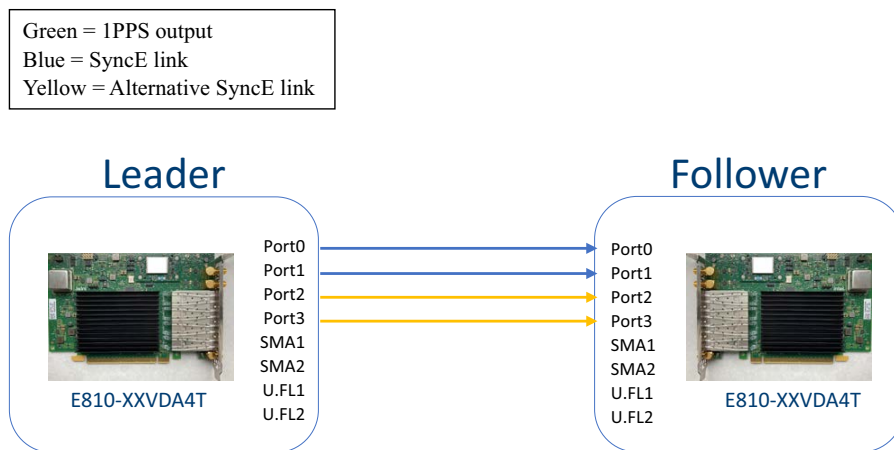 Green = 1PPS output
Blue = SyncE link
Yellow = Alternative SyncE link
Leader
Follower
Port0
Port1
Port2
Port3
SMA1
SMA2
U.FL1
U.FL2
E810-XXVDA4T
Port0
Port1
Port2
Port3
SMA1
SMA2
U.FL1
U.FL2
E810-XXVDA4T